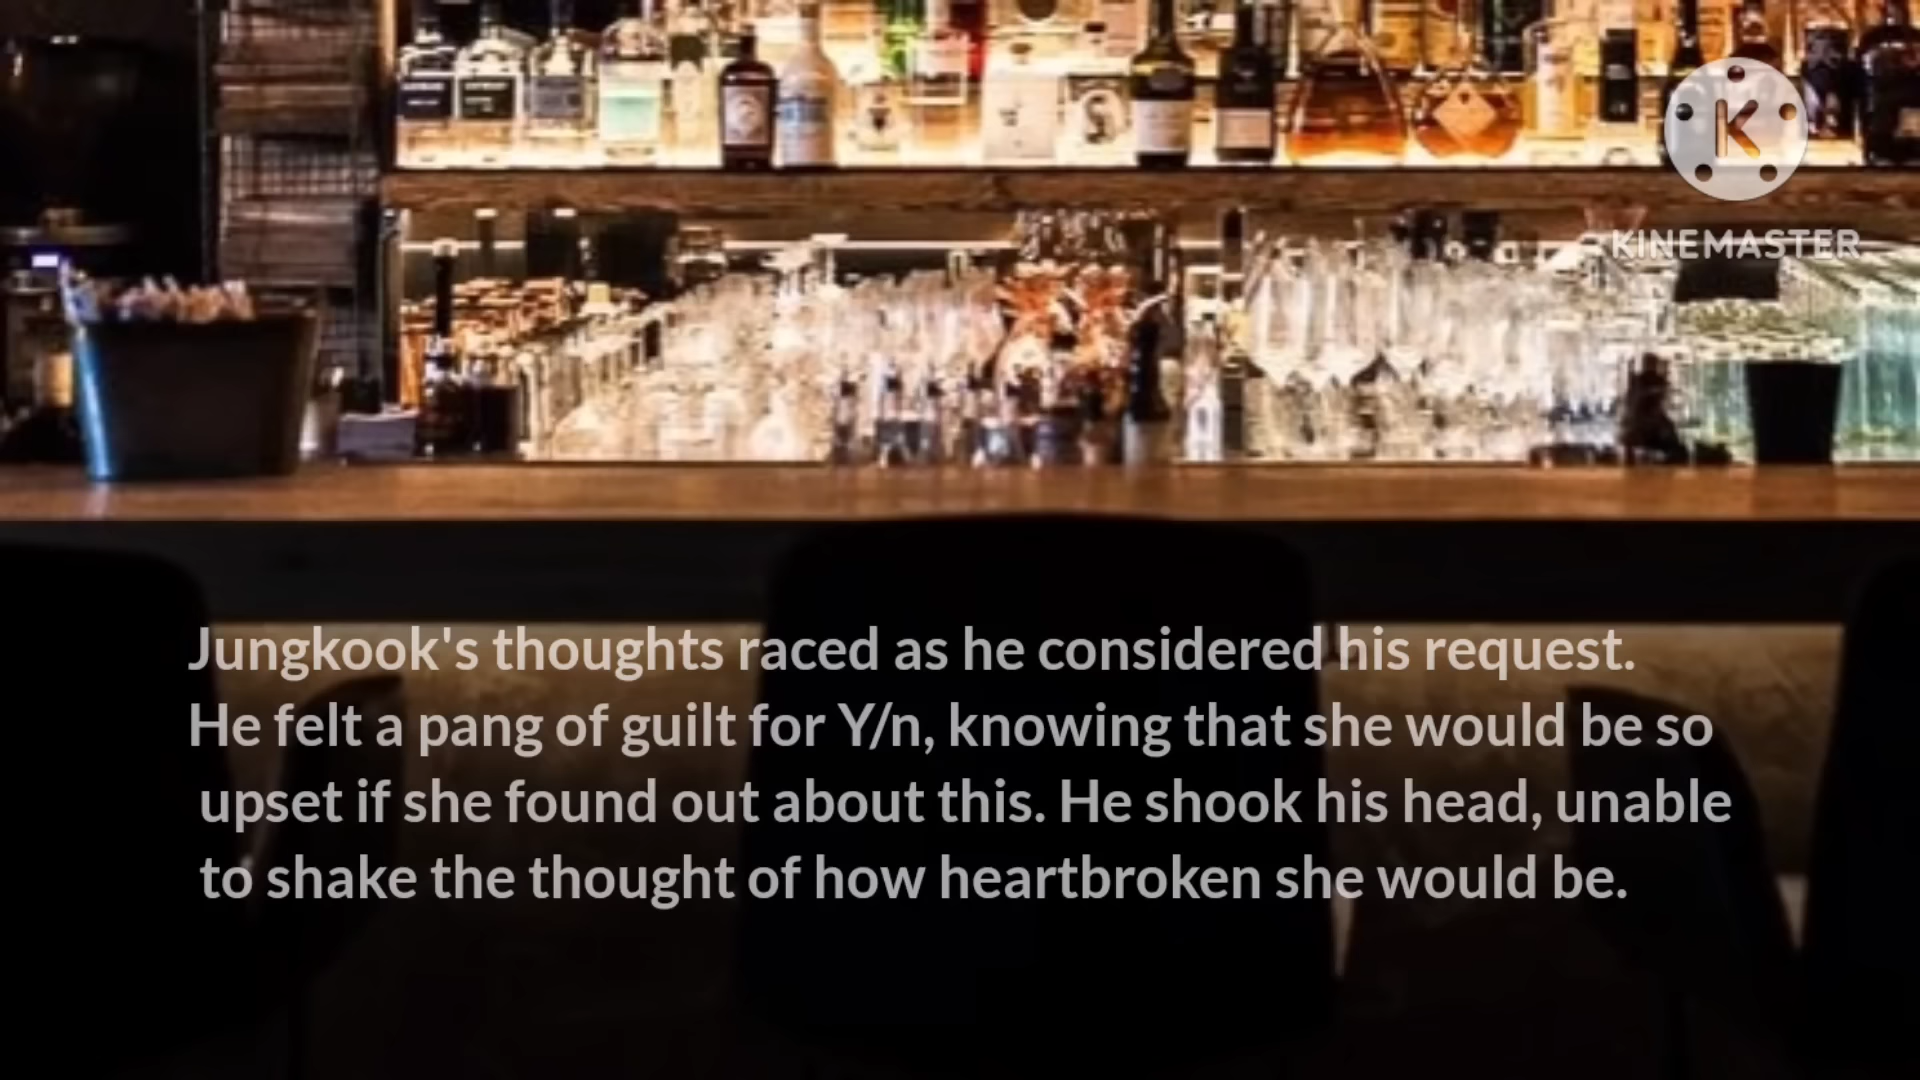 K
KINEMASTER
Jungkook's thoughts raced as he considered his request.
He felt a pang of guilt for Y/n, knowing that she would be so
upset if she found out about this. He shook his head, unable
to shake the thought of how heartbroken she would be.